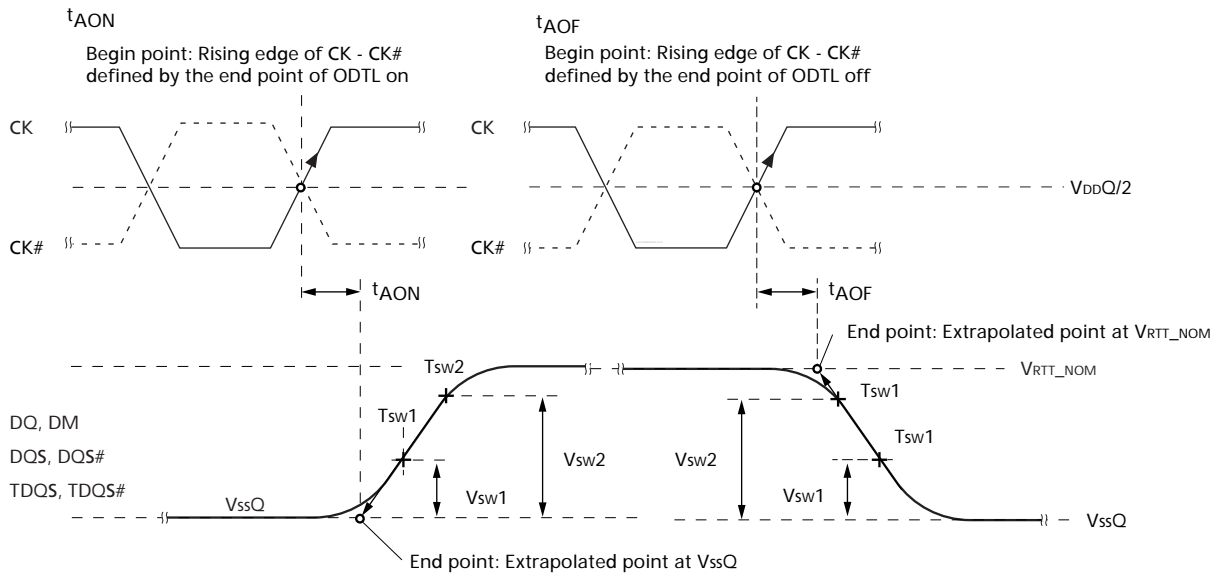 tAON
Begin point: Rising edge of CK - CK#
defined by the end point of ODTL on
tAOF
Begin point: Rising edge of CK - CK#
defined by the end point of ODTL off
CK
CK
VDDQ/2
CK#
CK#
tAON
tAOF
End point: Extrapolated point at VRTT_NOM
TSW2
VRTT_NOM
TSW1
TSW1
DQ, DM
TSW1
DQS, DQS#
VSW2
VSW2
TDQS, TDQS#
VSW1
VSW1
VSSQ
VSSQ
End point: Extrapolated point at VSSQ